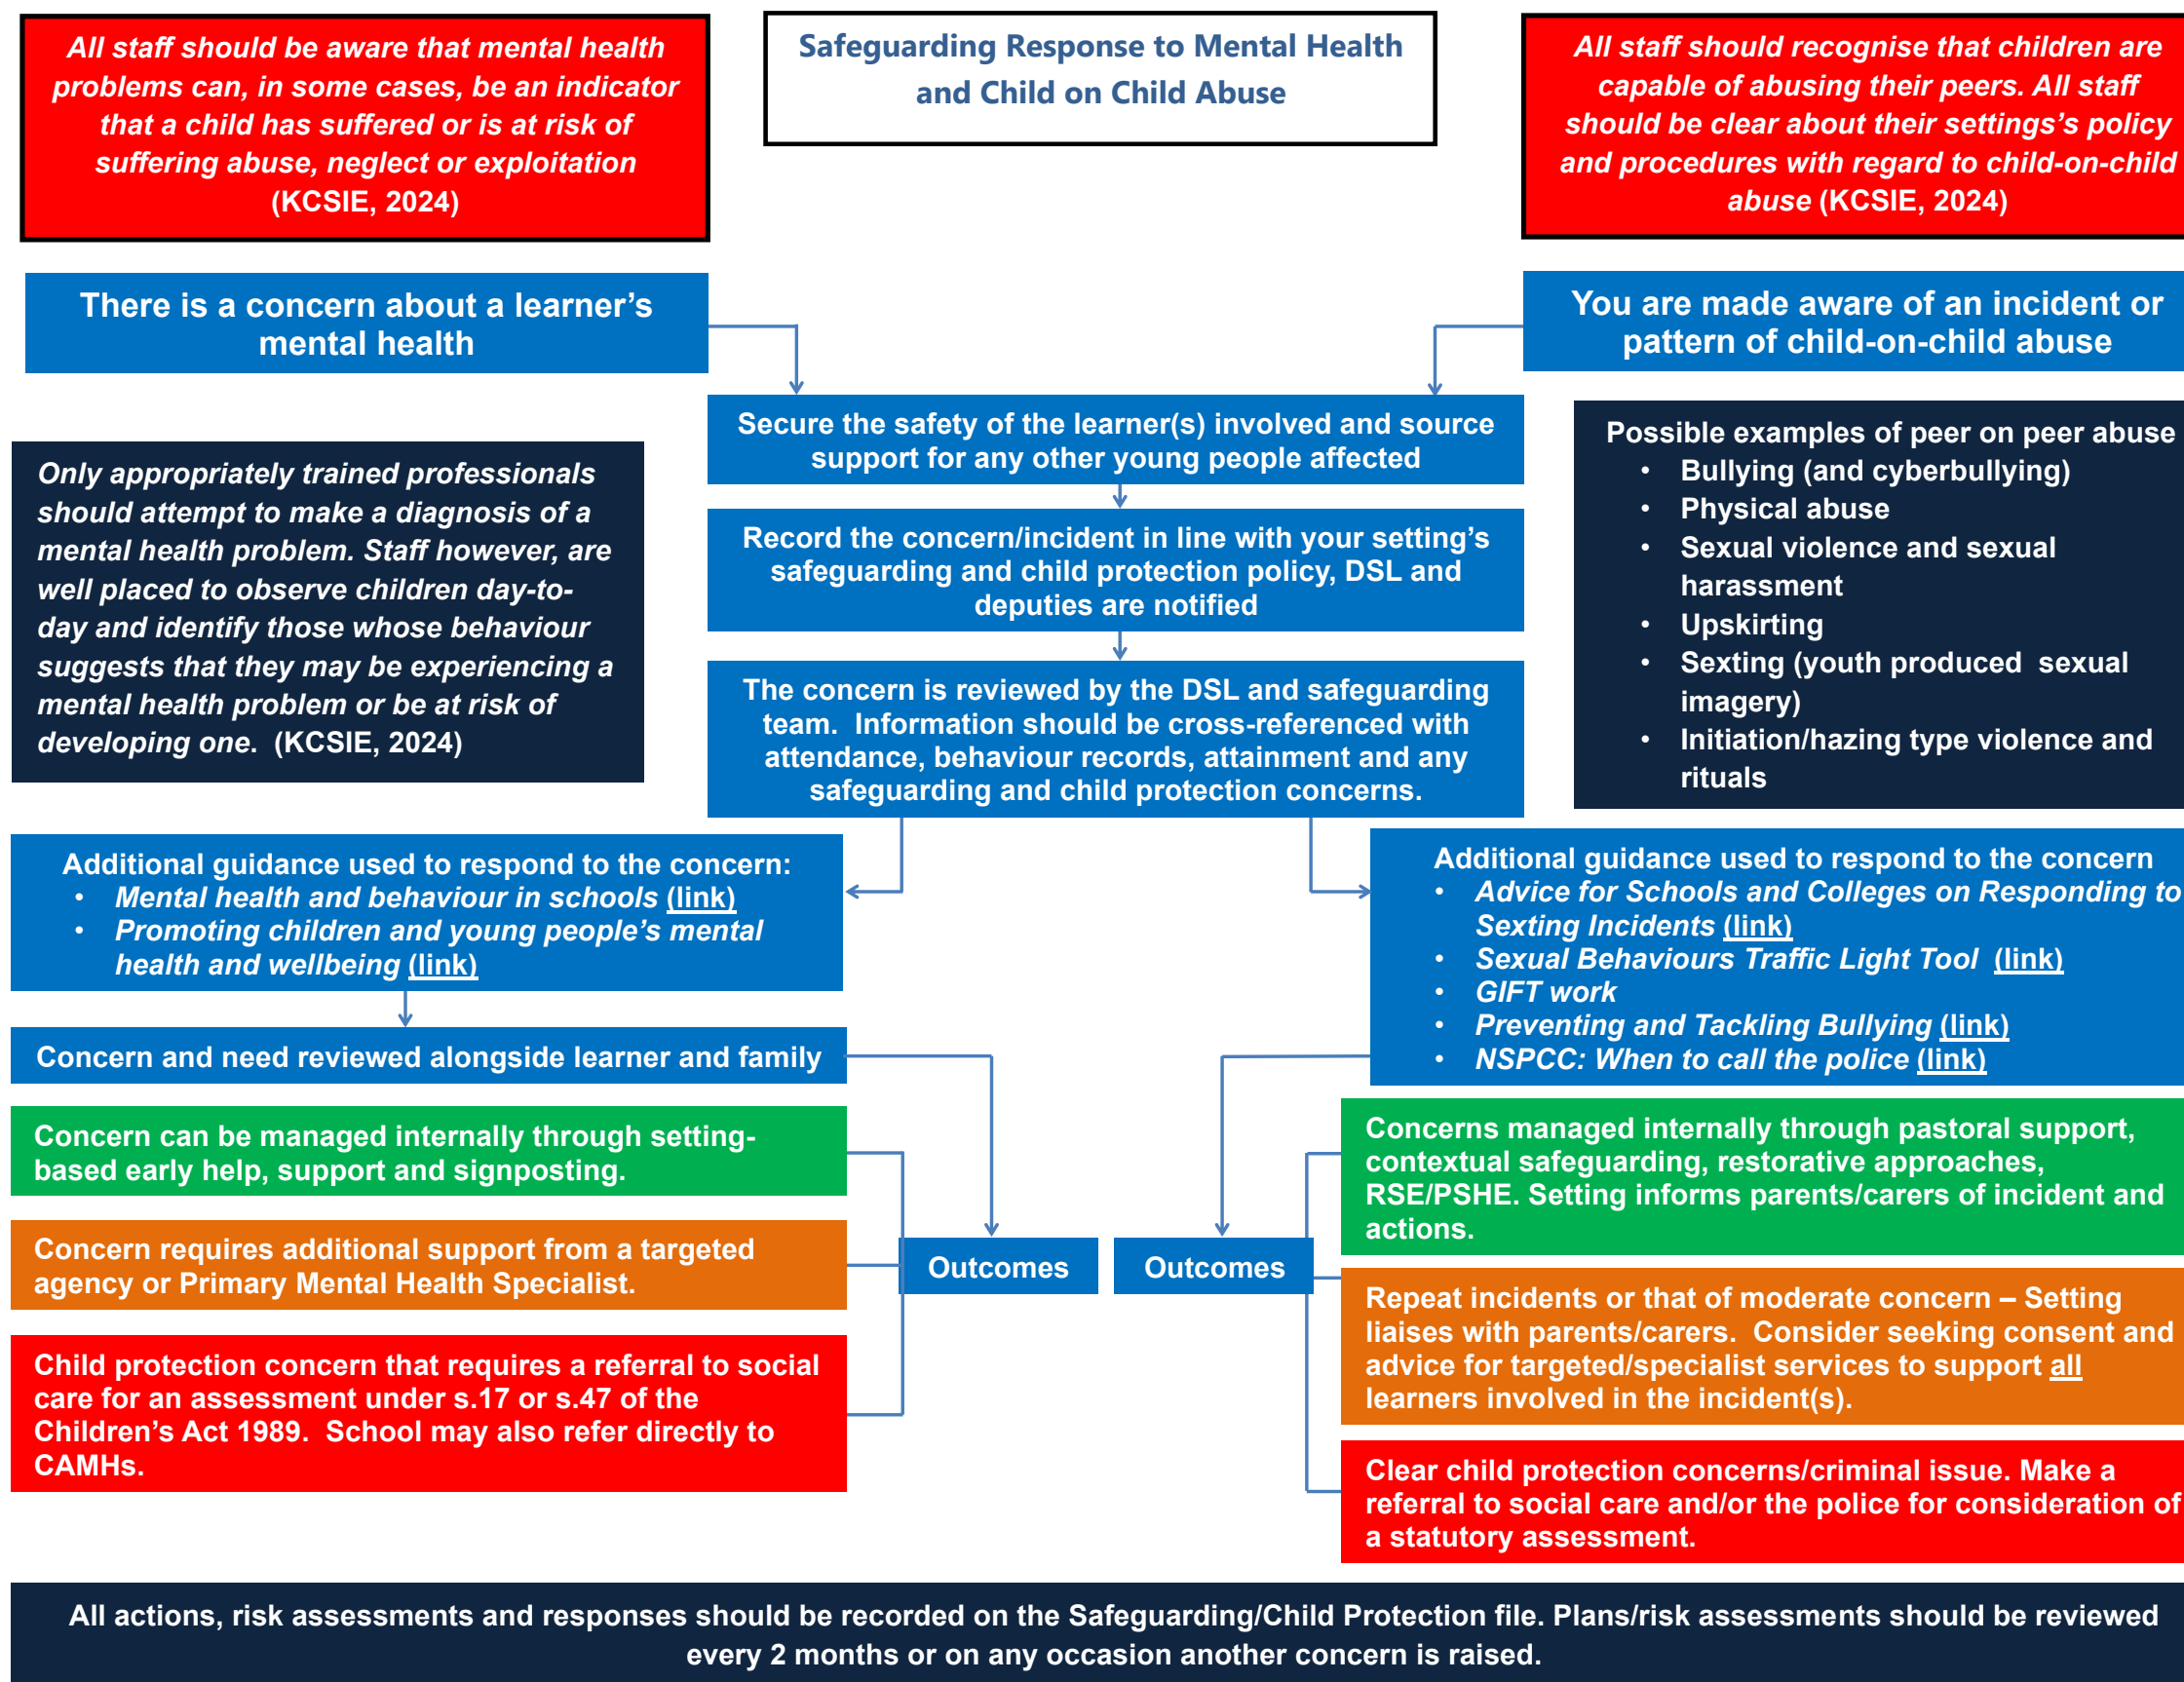 All staff should be aware that mental health
problems can, in some cases, be an indicator
that a child has suffered or is at risk of
suffering abuse, neglect or exploitation
(KCSIE, 2024)
Safeguarding Response to Mental Health
and Child on Child Abuse
All staff should recognise that children are
capable of abusing their peers. All staff
should be clear about their settings's policy
and procedures with regard to child-on-child
abuse (KCSIE, 2024)
There is a concern about a learner’s
mental health
You are made aware of an incident or
pattern of child-on-child abuse
Secure the safety of the learner(s) involved and source
support for any other young people affected
Only appropriately trained professionals
should attempt to make a diagnosis of a
mental health problem. Staff however, are
well placed to observe children day-to-
day and identify those whose behaviour
suggests that they may be experiencing a
mental health problem or be at risk of
developing one. (KCSIE, 2024)
Record the concern/incident in line with your setting’s
safeguarding and child protection policy, DSL and
deputies are notified
The concern is reviewed by the DSL and safeguarding
team. Information should be cross-referenced with
attendance, behaviour records, attainment and any
safeguarding and child protection concerns.
Possible examples of peer on peer abuse
• Bullying (and cyberbullying)
• Physical abuse
• Sexual violence and sexual
harassment
• Upskirting
• Sexting (youth produced sexual
imagery)
• Initiation/hazing type violence and
rituals
Additional guidance used to respond to the concern:
• Mental health and behaviour in schools (link)
• Promoting children and young people’s mental
health and wellbeing (link)
Additional guidance used to respond to the concern
• Advice for Schools and Colleges on Responding to
Sexting Incidents (link)
• Sexual Behaviours Traffic Light Tool (link)
• GIFT work
• Preventing and Tackling Bullying (link)
• NSPCC: When to call the police (link)
Concern and need reviewed alongside learner and family
Concern can be managed internally through setting-
based early help, support and signposting.
Concern requires additional support from a targeted
agency or Primary Mental Health Specialist.
Child protection concern that requires a referral to social
care for an assessment under s.17 or s.47 of the
Children’s Act 1989. School may also refer directly to
CAMHs.
Outcomes
Outcomes
Concerns managed internally through pastoral support,
contextual safeguarding, restorative approaches,
RSE/PSHE. Setting informs parents/carers of incident and
actions.
Repeat incidents or that of moderate concern – Setting
liaises with parents/carers. Consider seeking consent and
advice for targeted/specialist services to support all
learners involved in the incident(s).
Clear child protection concerns/criminal issue. Make a
referral to social care and/or the police for consideration of
a statutory assessment.
All actions, risk assessments and responses should be recorded on the Safeguarding/Child Protection file. Plans/risk assessments should be reviewed
every 2 months or on any occasion another concern is raised.